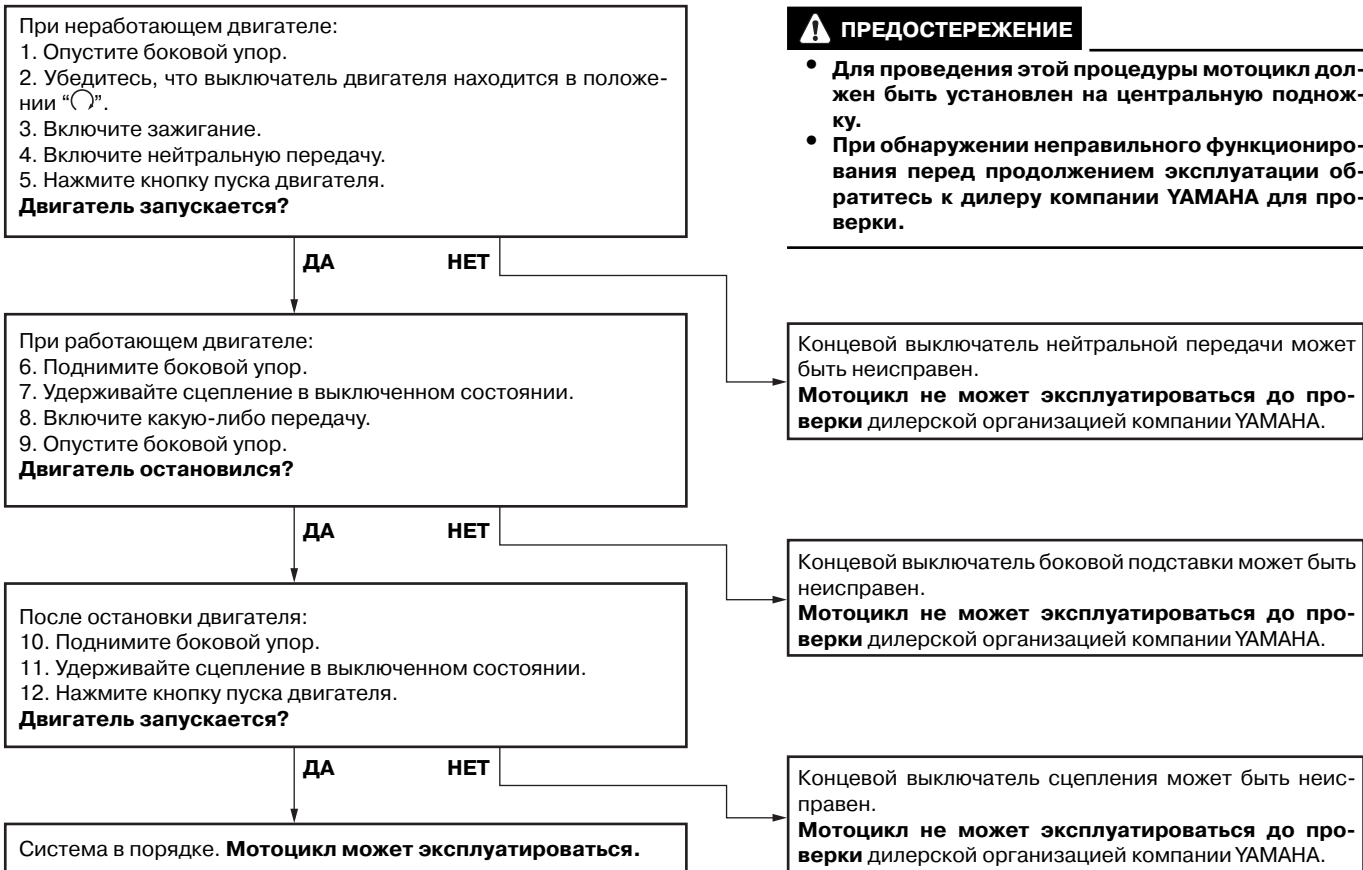 При неработающем двигателе:
1. Опустите боковой упор.
2. Убедитесь, что выключатель двигателя находится в положе-
нии “ ”.
3. Включите зажигание.
4. Включите нейтральную передачу.
5. Нажмите кнопку пуска двигателя.
Двигатель запускается?
ПРЕДОСТЕРЕЖЕНИЕ
• Для проведения этой процедуры мотоцикл дол-
жен быть установлен на центральную поднож-
ку.
• При обнаружении неправильного функциониро-
вания перед продолжением эксплуатации об-
ратитесь к дилеру компании YAMAHA для про-
верки.
ДА НЕТ
При работающем двигателе:
6. Поднимите боковой упор.
7. Удерживайте сцепление в выключенном состоянии.
8. Включите какую-либо передачу.
9. Опустите боковой упор.
Двигатель остановился?
Концевой выключатель нейтральной передачи может
быть неисправен.
Мотоцикл не может эксплуатироваться до про-
верки дилерской организацией компании YAMAHA.
ДА НЕТ
После остановки двигателя:
10. Поднимите боковой упор.
11. Удерживайте сцепление в выключенном состоянии.
12. Нажмите кнопку пуска двигателя.
Двигатель запускается?
Концевой выключатель боковой подставки может быть
неисправен.
Мотоцикл не может эксплуатироваться до про-
верки дилерской организацией компании YAMAHA.
ДА НЕТ
Система в порядке. Мотоцикл может эксплуатироваться.
Концевой выключатель сцепления может быть неис-
правен.
Мотоцикл не может эксплуатироваться до про-
верки дилерской организацией компании YAMAHA.